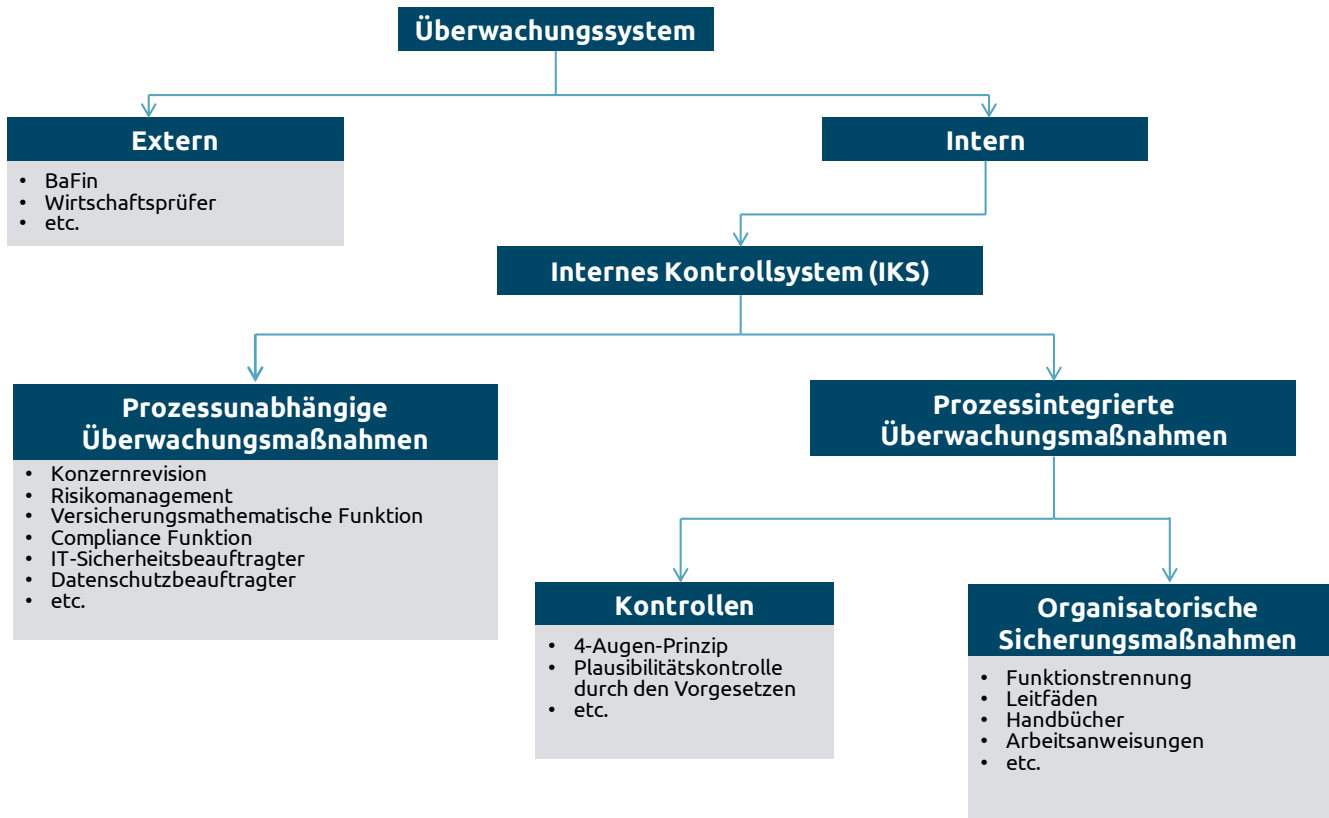 Überwachungssystem
Extern
• BaFin
• Wirtschaftsprüfer
• etc.
Intern
Internes Kontrollsystem (IKS)
Prozessunabhängige
Überwachungsmaßnahmen
• Konzernrevision
• Risikomanagement
• Versicherungsmathematische Funktion
• Compliance Funktion
• IT-Sicherheitsbeauftragter
• Datenschutzbeauftragter
• etc.
Prozessintegrierte
Überwachungsmaßnahmen
Kontrollen
• 4-Augen-Prinzip
• Plausibilitätskontrolle
durch den Vorgesetzen
• etc.
Organisatorische
Sicherungsmaßnahmen
• Funktionstrennung
• Leitfäden
• Handbücher
• Arbeitsanweisungen
• etc.